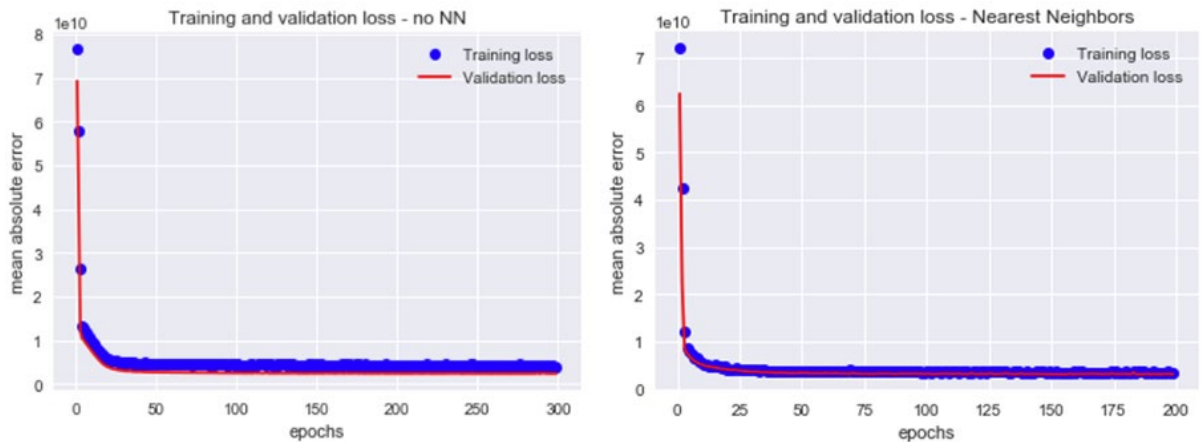 Training and validation loss - no NN
1e10
8
7
6
5
4
3
2
1
0
mean absolute error
Training loss
Validation loss
0
50
100
150
200
250
300
epochs
Training and validation loss - Nearest Neighbors
1e10
7
6
5
4
3
2
1
0
mean absolute error
Training loss
Validation loss
0
25
50
75
100
125
150
175
200
epochs